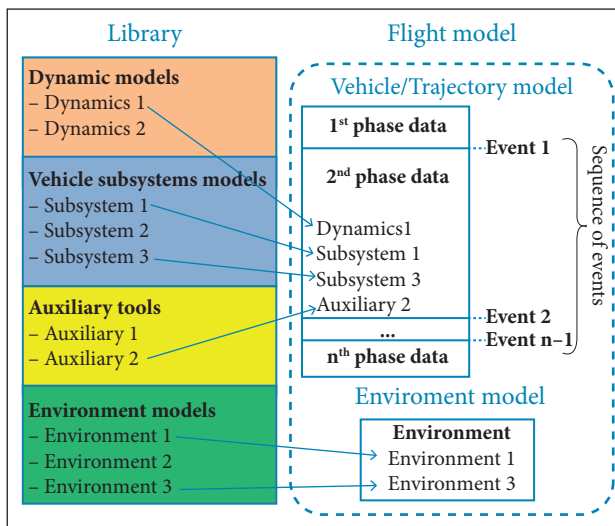 Library
Dynamic models
– Dynamics 1
– Dynamics 2
Vehicle subsystems models
– Subsystem 1
– Subsystem 2
– Subsystem 3
Auxiliary tools
– Auxiliary 1
– Auxiliary 2
Environment models
– Environment 1
– Environment 2
– Environment 3
Flight model
Vehicle/Trajectory model
1st phase data
Event 1
2nd phase data
Dynamics1
Subsystem 1
Subsystem 3
Auxiliary 2
Event 2
...
Event n–1
nth phase data
Sequence of events
Enviroment model
Environment
Environment 1
Environment 3